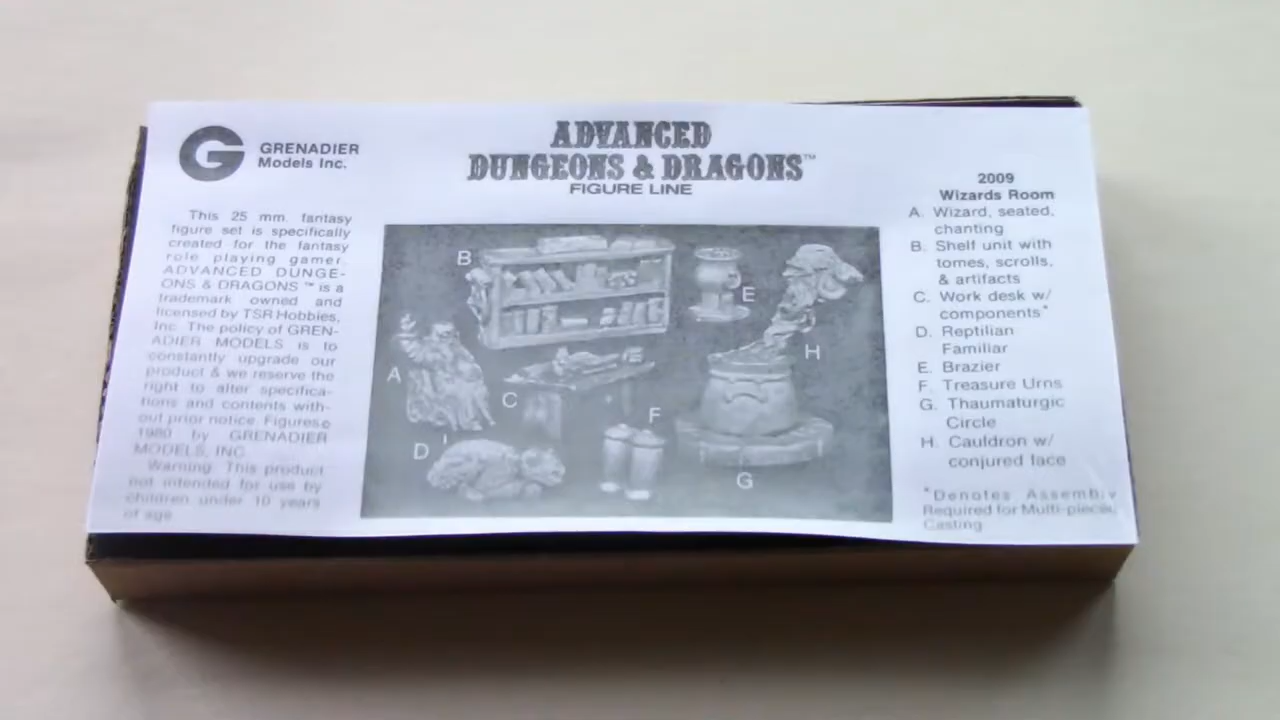 G
GRENADIER
Models Inc.
ADVANCED
DUNGEONS & DRAGONS™
FIGURE LINE
This 25 mm. fantasy
figure set is specifically
created for the fantasy
role playing gamer.
ADVANCED DUNGE-
ONS & DRAGONS ™ is a
trademark owned and
licensed by TSR Hobbies,
Inc. The policy of GREN-
ADIER MODELS is to
constantly upgrade our
product & we reserve the
right to alter specifica-
tions and contents with-
out prior notice. Figures©
1980 by GRENADIER
MODELS, INC.
Warning: This product
not intended for use by
children under 10 years
of age
B
E
H
A
C
F
D
G
2009
Wizards Room
A. Wizard, seated,
chanting
B. Shelf unit with
tomes, scrolls,
& artifacts
C. Work desk w/
components*
D. Reptilian
Familiar
E. Brazier
F. Treasure Urns
G. Thaumaturgic
Circle
H. Cauldron w/
conjured face
*Denotes Assembly
Required for Multi-pieced
Casting